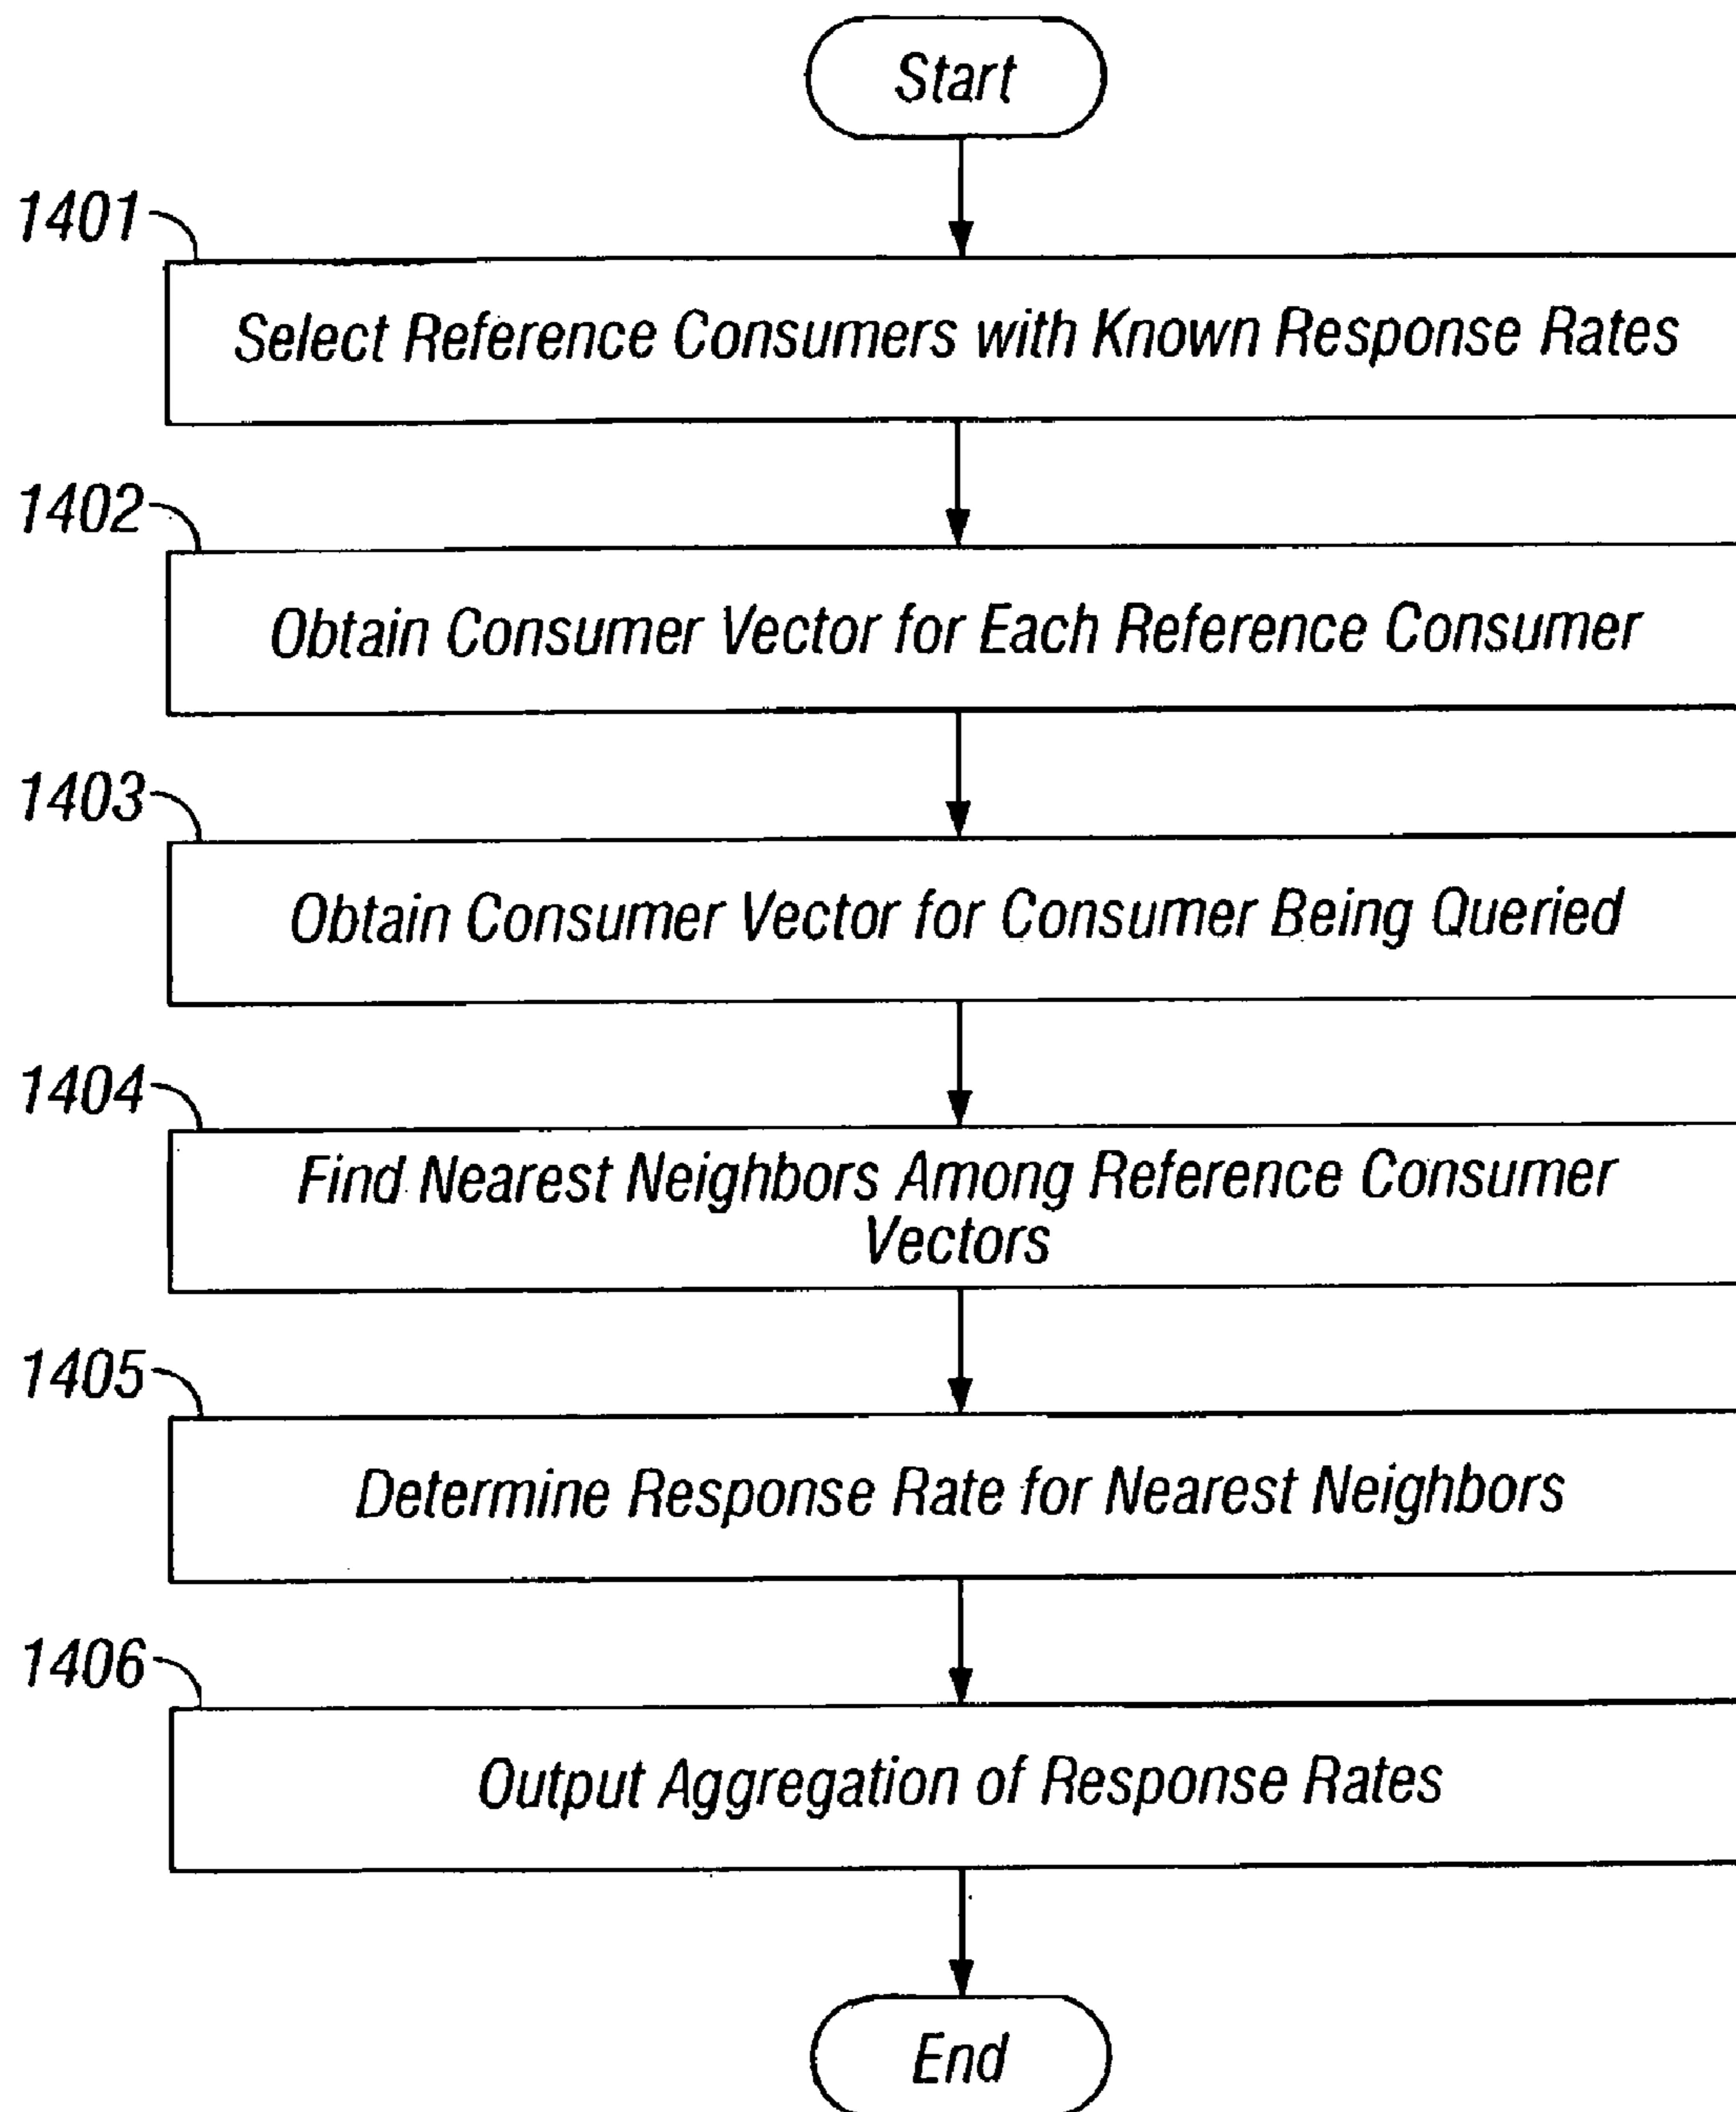 Start
1401
Select Reference Consumers with Known Response Rates
1402
Obtain Consumer Vector for Each Reference Consumer
1403
Obtain Consumer Vector for Consumer Being Queried
1404
Find Nearest Neighbors Among Reference Consumer
Vectors
1405
Determine Response Rate for Nearest Neighbors
1406
Output Aggregation of Response Rates
End